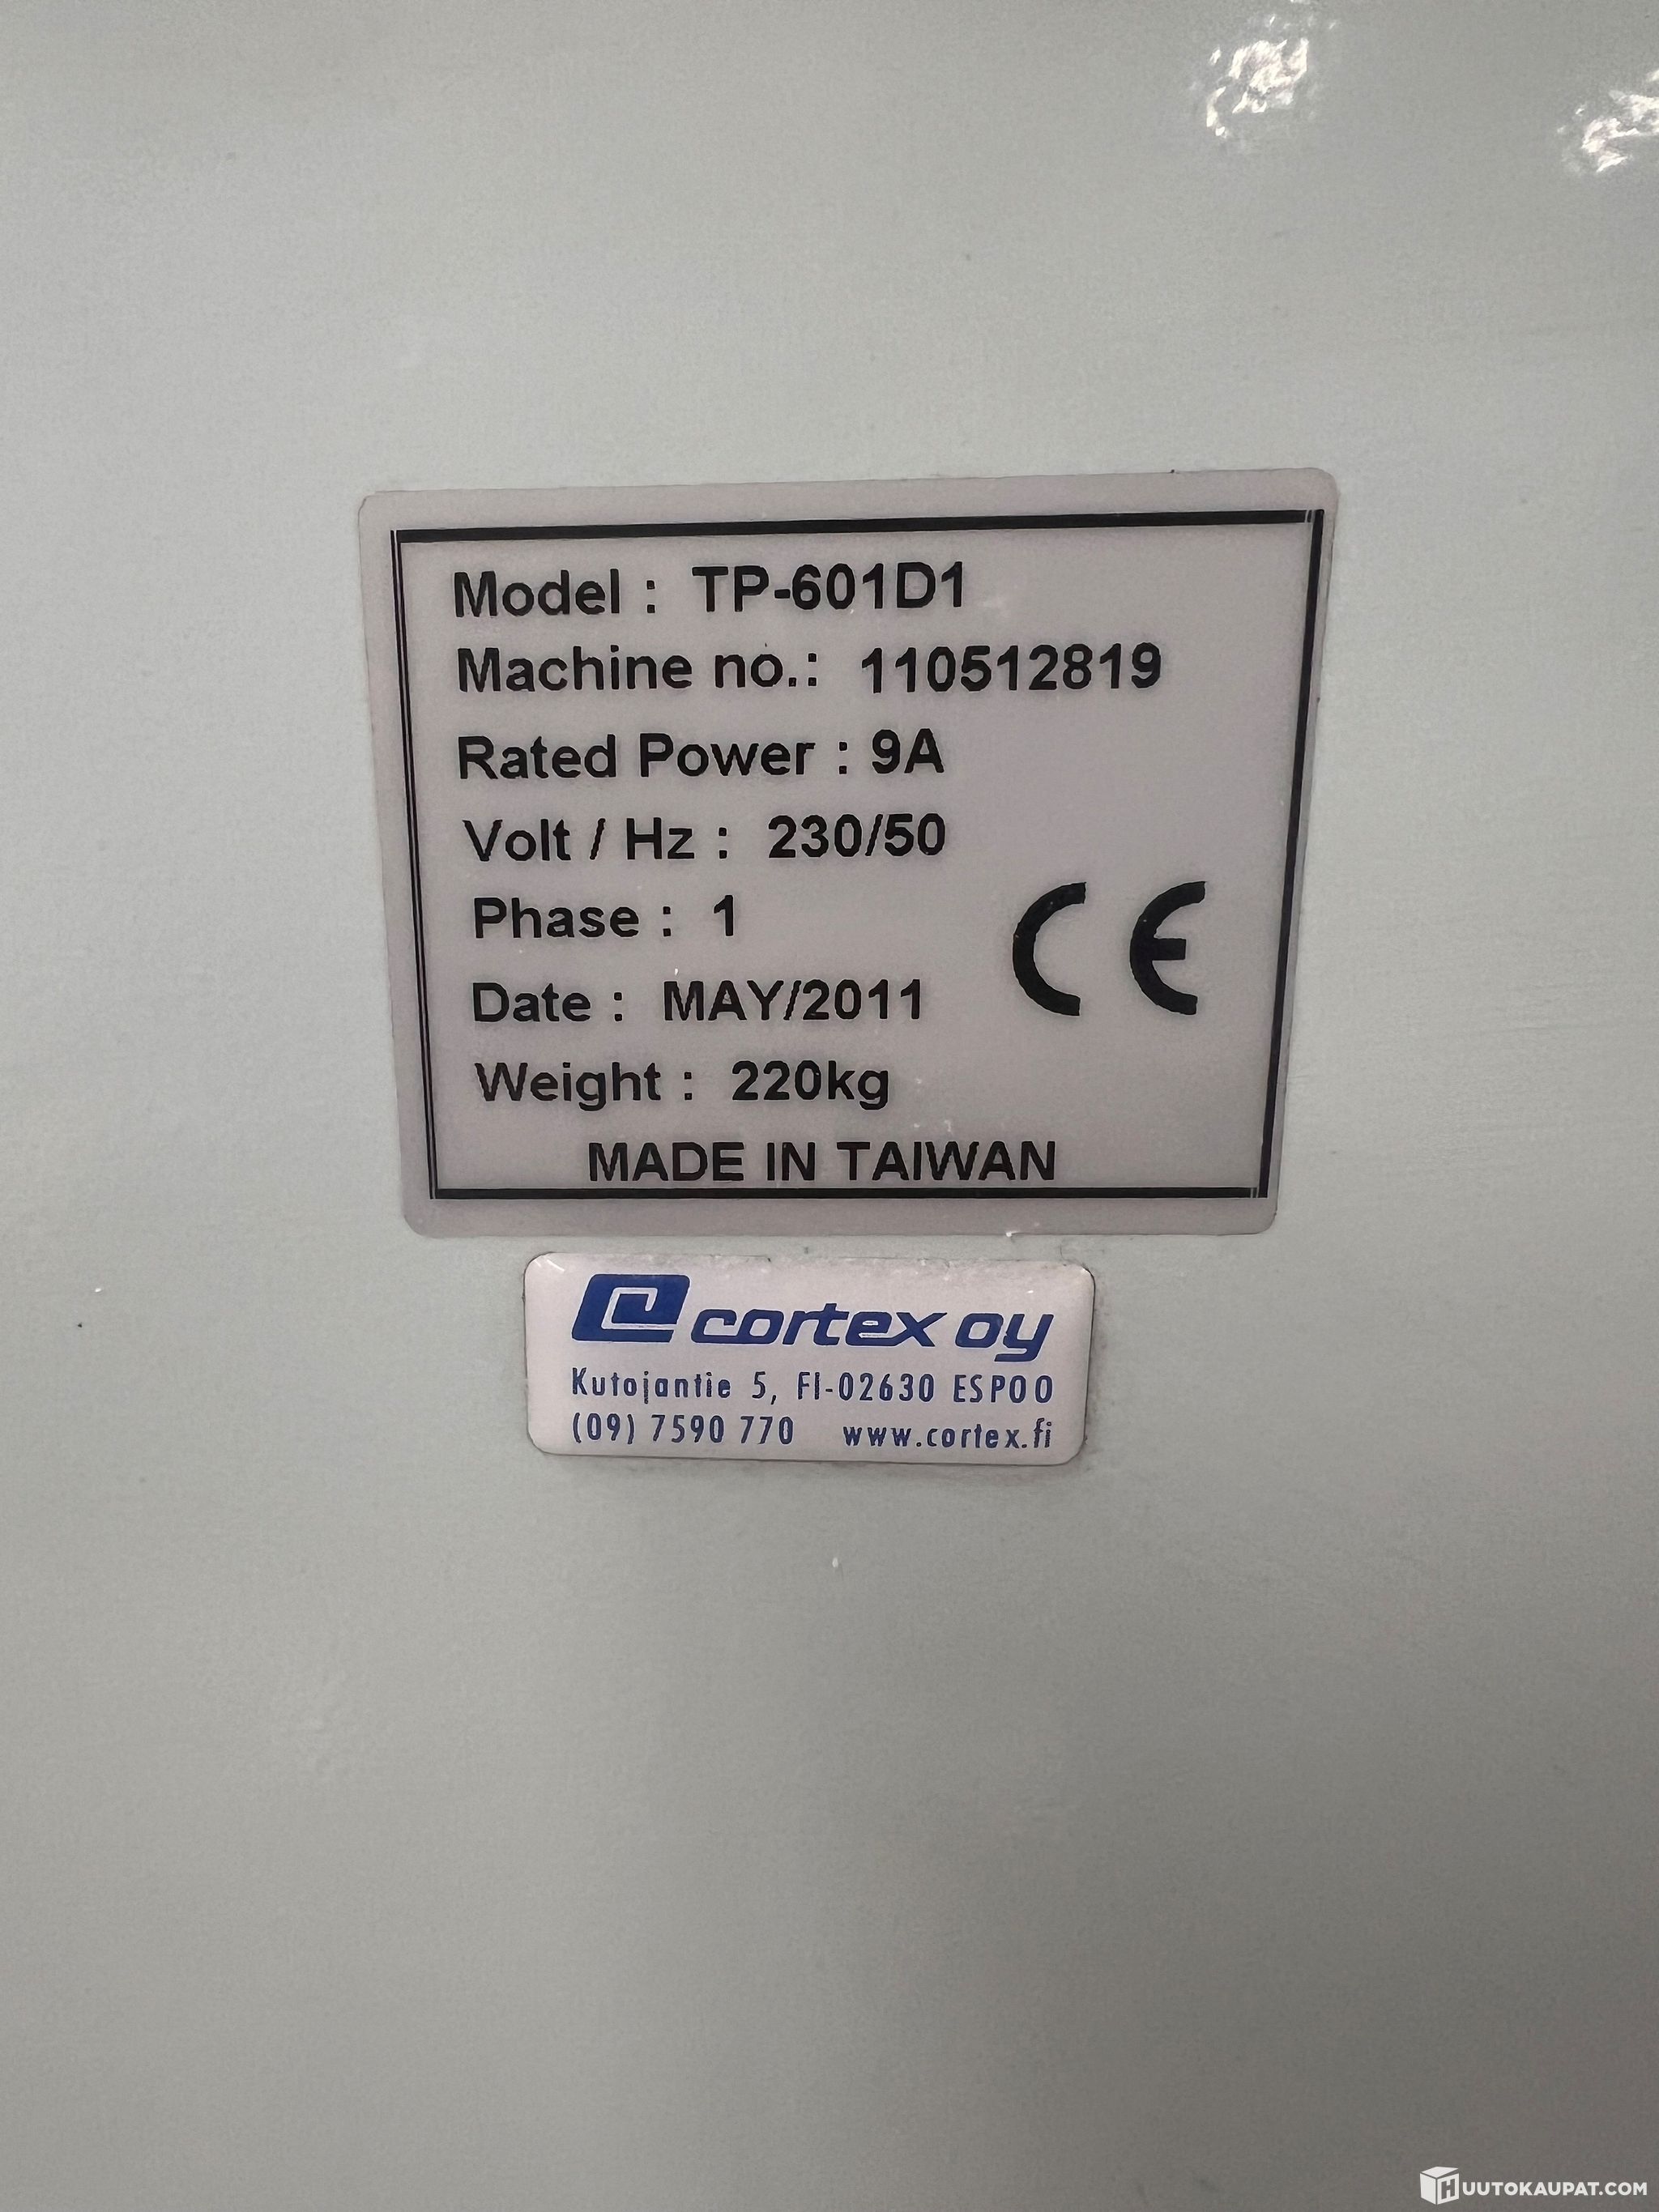 Model : TP-601D1
Machine no.: 110512819
Rated Power : 9A
Volt / Hz : 230/50
Phase : 1
Date : MAY/2011
Weight : 220kg
CE
MADE IN TAIWAN
cortex oy
Kutojantie 5, FI-02630 ESPOO
(09) 7590 770 www.cortex.fi
HUUTOKAUPAT.COM